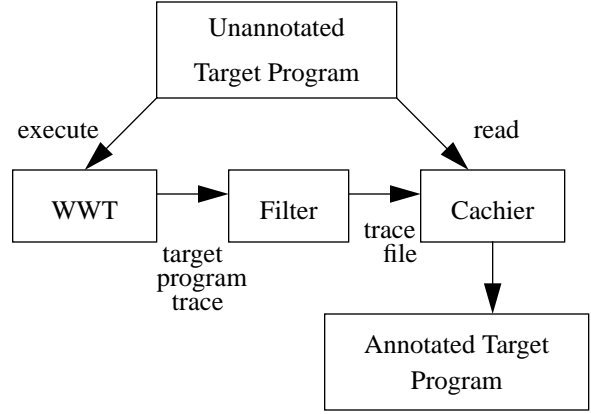 Unannotated
Target Program
execute
read
WWT
Filter
Cachier
target
program
trace
trace
file
Annotated Target
Program